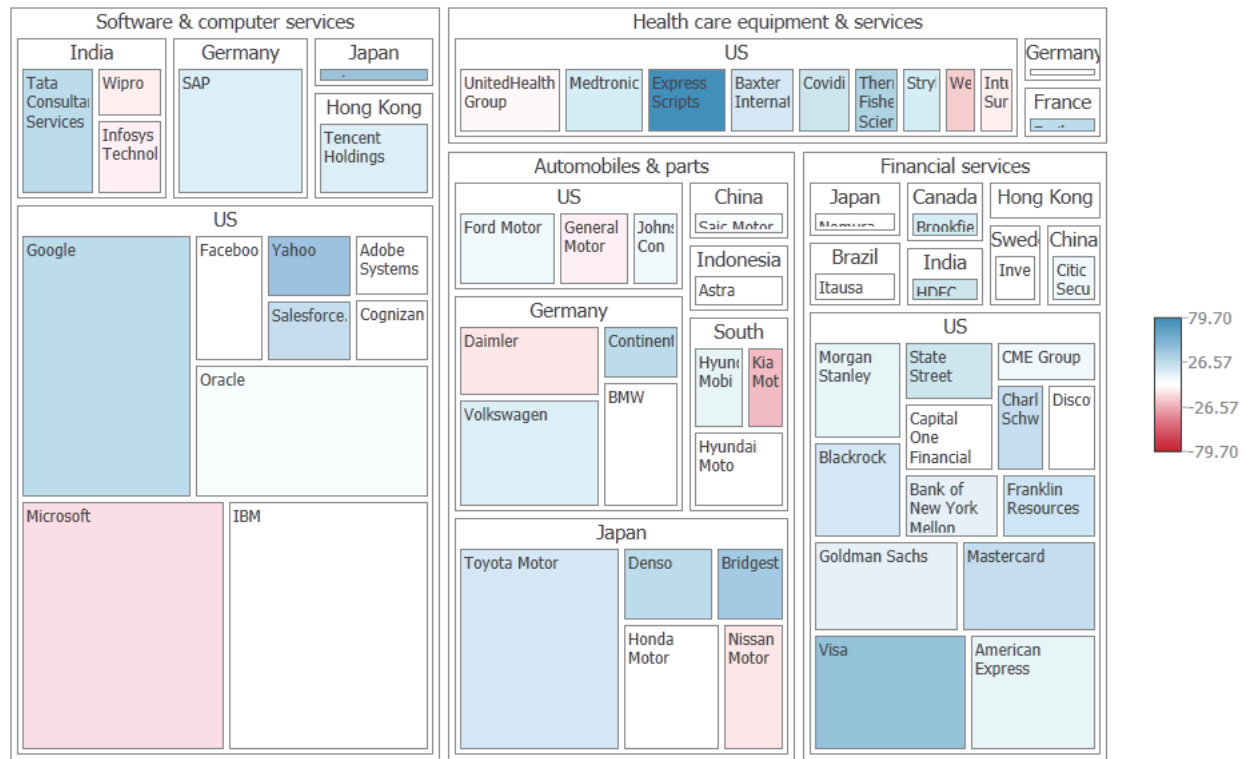 Software & computer services
India
Tata
Consulta
Services
Wipro
Infosys
Technol
Germany
SAP
Japan
Hong Kong
Tencent
Holdings
US
Google
Faceboo
Yahoo
Adobe
Systems
Salesforce.
Cognizan
Oracle
Microsoft
IBM
Health care equipment & services
US
UnitedHealth
Group
Medtronic
Express
Scripts
Baxter
Internat
Covidi
Ther
Fishe
Scier
Stry
We
Intu
Sur
Germany
France
Automobiles & parts
US
Ford Motor
General
Motor
Johns
Con
China
Saic Motor
Indonesia
Astra
Germany
Daimler
Continent
Volkswagen
BMW
South
Hyund
Mobi
Kia
Mot
Hyundai
Moto
Japan
Toyota Motor
Denso
Bridgest
Honda
Motor
Nissan
Motor
Financial services
Japan
Nomura
Canada
Brookfie
Hong Kong
Brazil
Itausa
India
HDFC
Swed
Inve
China
Citic
Secu
US
Morgan
Stanley
State
Street
CME Group
Capital
One
Financial
Charl
Schw
Disco
Blackrock
Bank of
New York
Mellon
Franklin
Resources
Goldman Sachs
Mastercard
Visa
American
Express
79.70
26.57
-26.57
-79.70